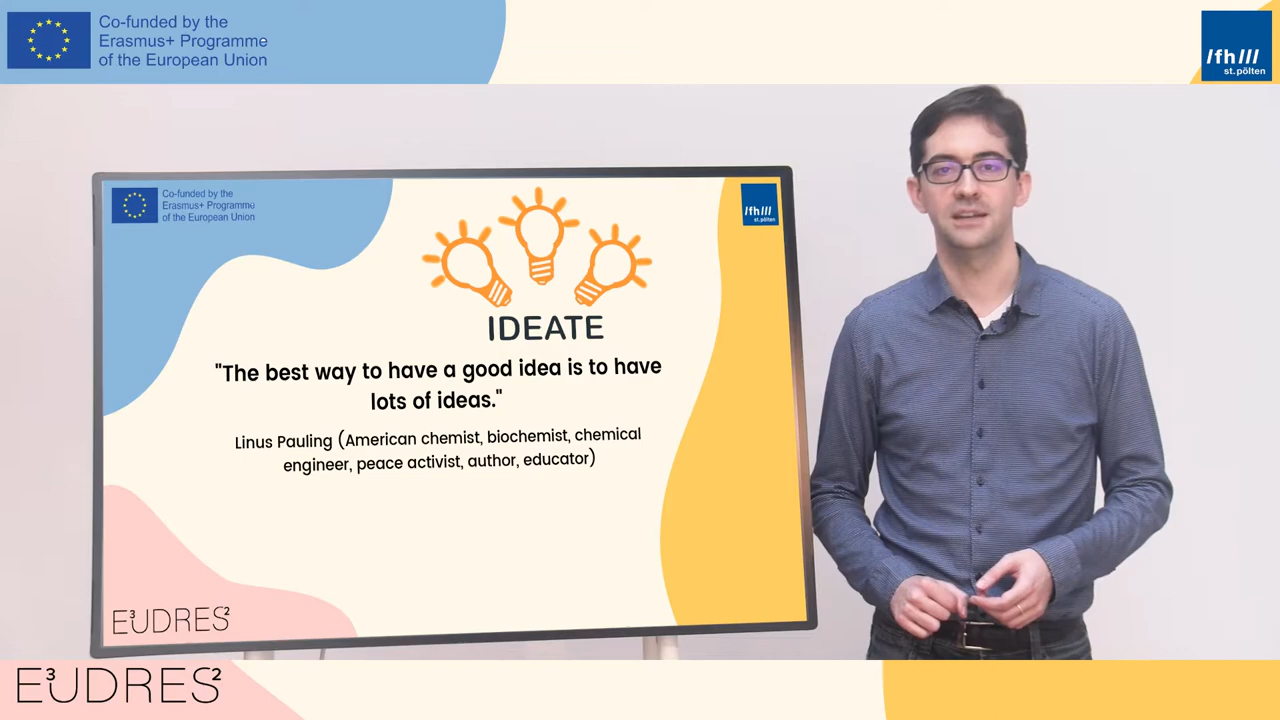 Co-funded by the
Erasmus+ Programme
of the European Union
fh
st.pölten
Co-funded by the
Erasmus+ Programme
of the European Union
fh
st.pölten
IDEATE
"The best way to have a good idea is to have
lots of ideas."
Linus Pauling (American chemist, biochemist, chemical
engineer, peace activist, author, educator)
E³UDRES²
E³UDRES²